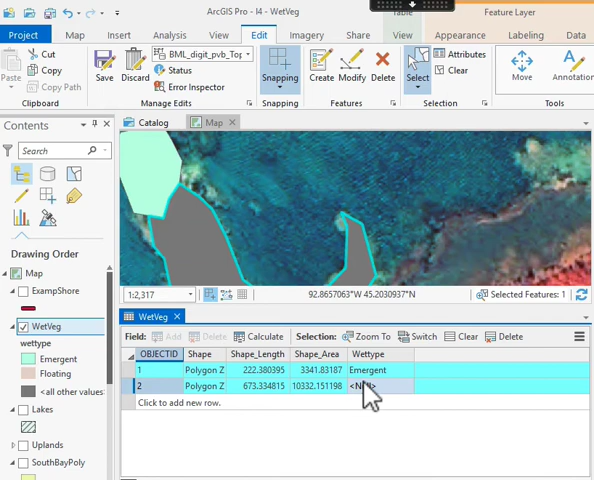 ArcGIS Pro - I4 - WetVeg
Table
Feature Layer
Project Map Insert Analysis View Edit Imagery Share View Appearance Labeling Data
Paste
Cut
Copy
Copy Path
Clipboard
Save
Discard
BML_digit_pvb_Top
Status
Error Inspector
Manage Edits
Snapping
Snapping
Create
Modify
Delete
Features
Select
Attributes
Clear
Selection
Move
Annotation
Tools
Contents
Search
Drawing Order
Map
ExampShore
WetVeg
wettype
Emergent
Floating
<all other values>
Lakes
Uplands
SouthBayPoly
Catalog
Map
1:2,317
92.8657063°W 45.2030937°N
Selected Features: 1
WetVeg
Field: Add Delete Calculate Selection: Zoom To Switch Clear Delete
OBJECTID Shape Shape_Length Shape_Area Wettype
1 Polygon Z 222.380395 3341.83187 Emergent
2 Polygon Z 673.334815 10332.151198 <Null>
Click to add new row.